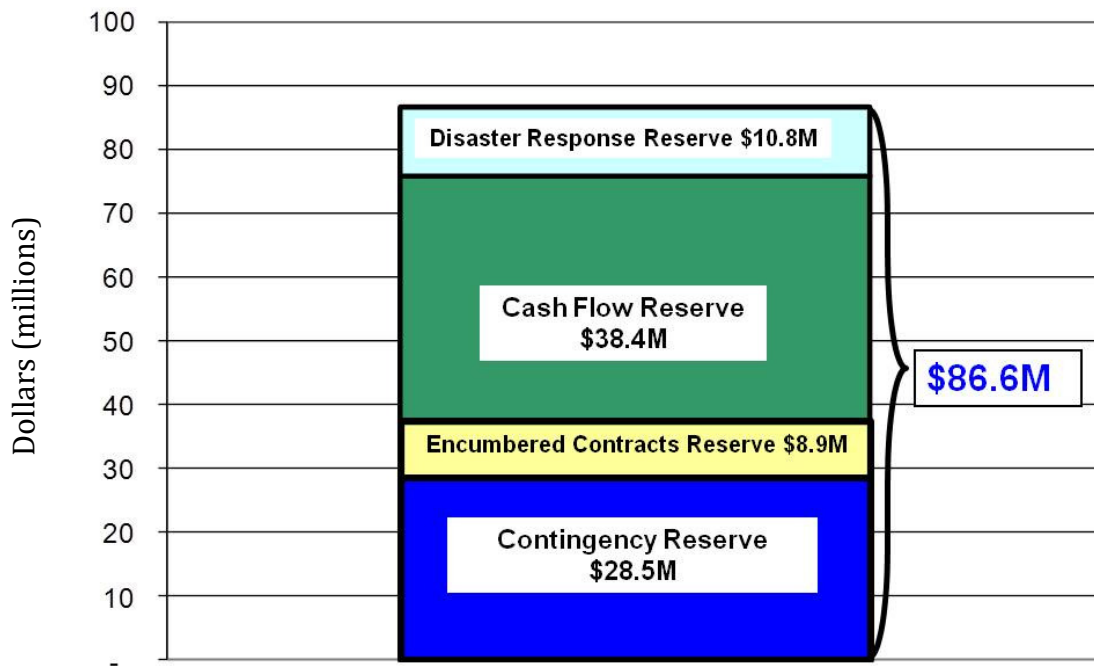 Dollars (millions)
100
90
80
70
60
50
40
30
20
10
-
Disaster Response Reserve $10.8M
Cash Flow Reserve
$38.4M
Encumbered Contracts Reserve $8.9M
Contingency Reserve
$28.5M
$86.6M